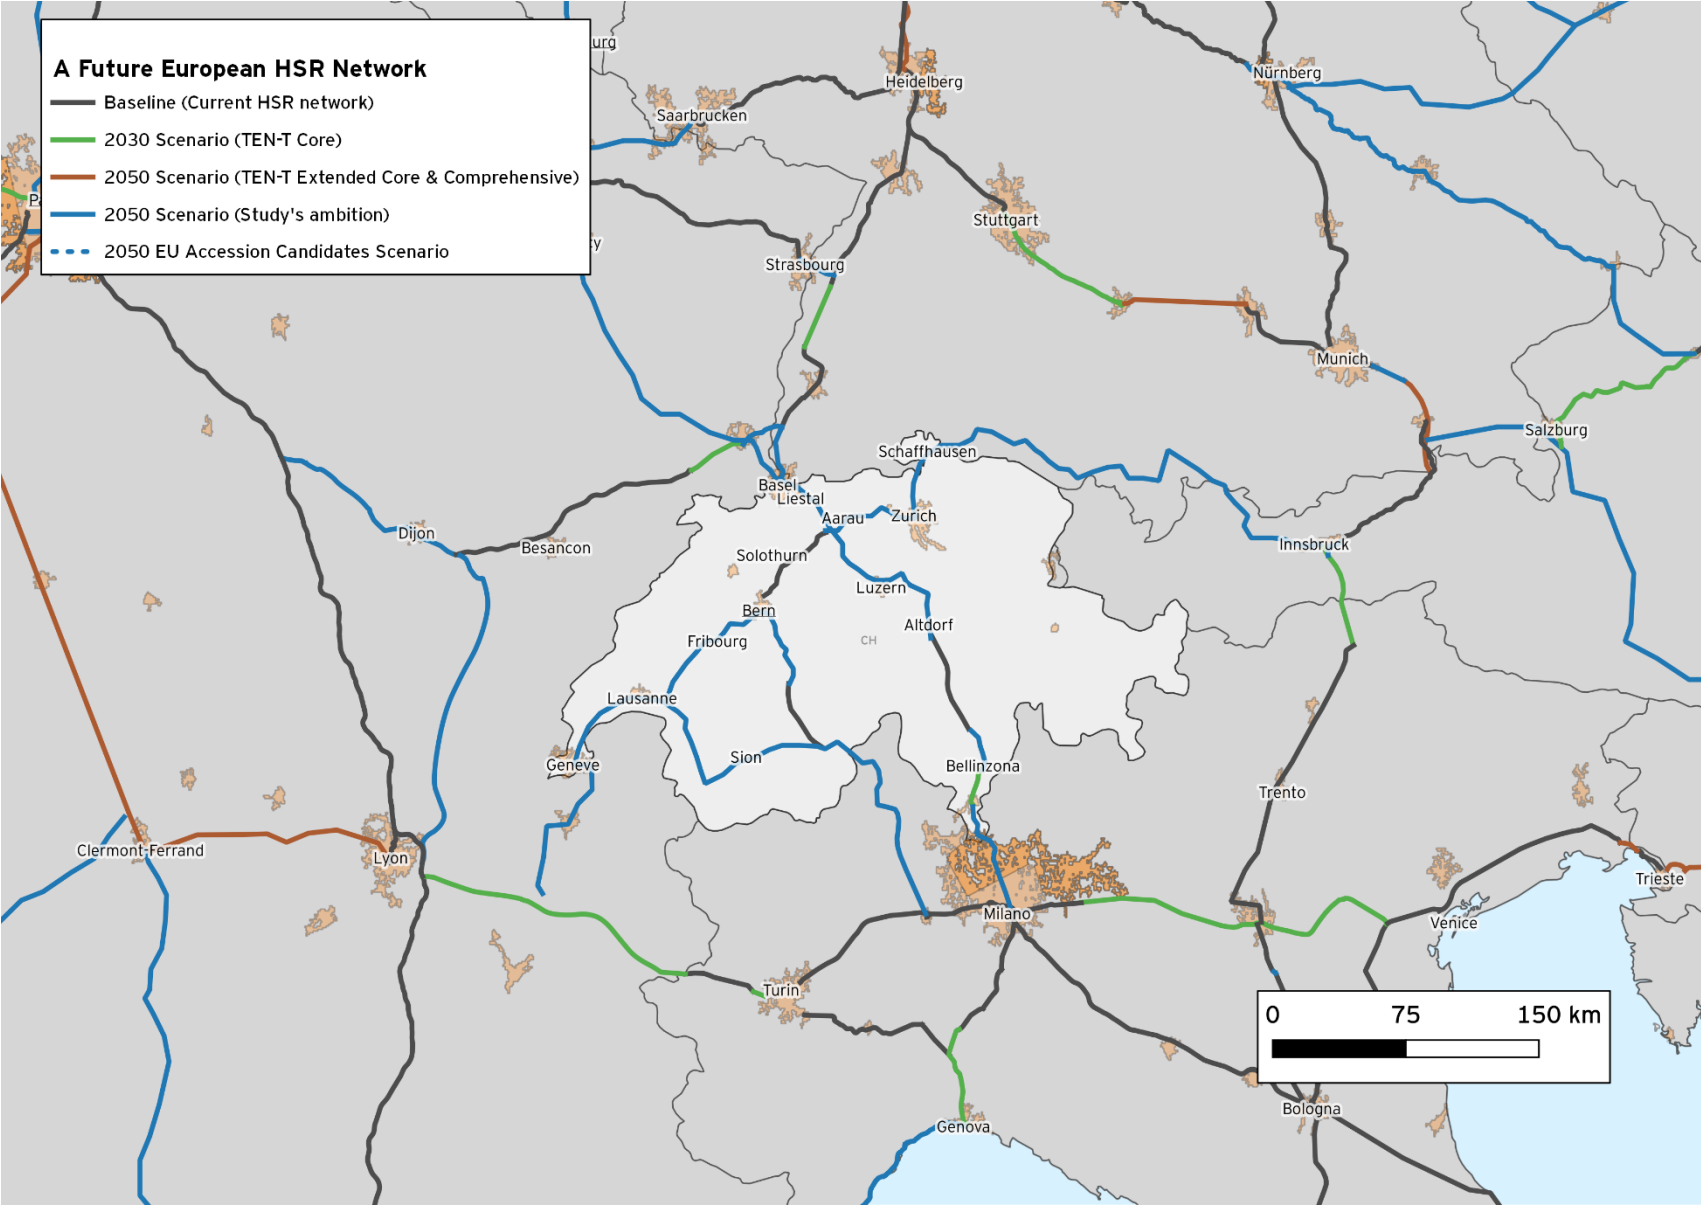 A Future European HSR Network
Baseline (Current HSR network)
2030 Scenario (TEN-T Core)
2050 Scenario (TEN-T Extended Core & Comprehensive)
2050 Scenario (Study's ambition)
2050 EU Accession Candidates Scenario
urg
Heidelberg
Nürnberg
Saarbrucken
Pa
Stuttgart
cy
Strasbourg
Munich
Salzburg
Schaffhausen
Basel
Liestal
Aarau
Zurich
Dijon
Besancon
Innsbruck
Solothurn
Luzern
Bern
Altdorf
Fribourg
CH
Lausanne
Sion
Geneve
Bellinzona
Trento
Clermont-Ferrand
Lyon
Trieste
Milano
Venice
Turin
0 75 150 km
Bologna
Genova